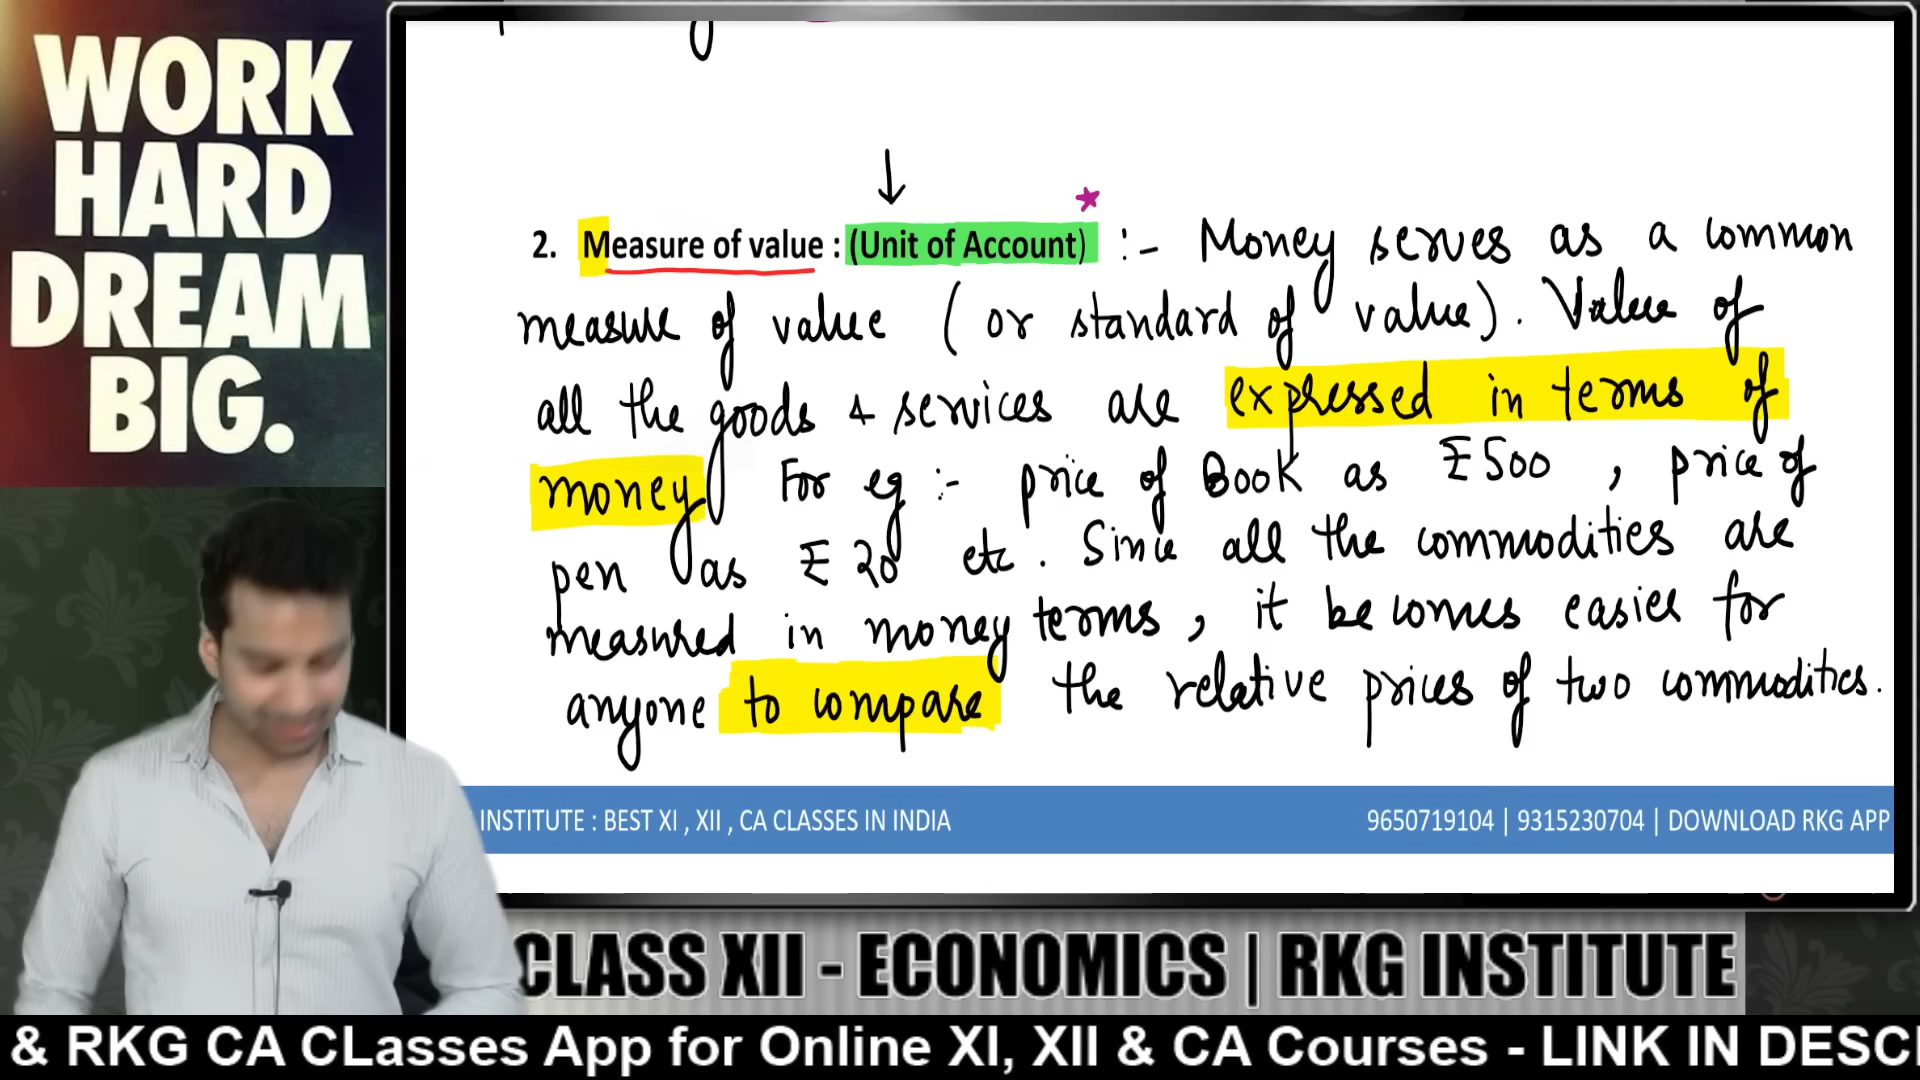 WORK
HARD
DREAM
BIG.
2. Measure of value : (Unit of Account) :- Money serves as a common
measure of value ( or standard of value). Value of
all the goods & services are expressed in terms of
money For eg :- price of Book as ₹500 , price of
pen as ₹ 20 etc. Since all the commodities are
measured in money terms, it becomes easier for
anyone to compare the relative prices of two commodities.
INSTITUTE : BEST XI , XII , CA CLASSES IN INDIA
9650719104 | 9315230704 | DOWNLOAD RKG APP
CLASS XII - ECONOMICS | RKG INSTITUTE
& RKG CA CLasses App for Online XI, XII & CA Courses - LINK IN DESC